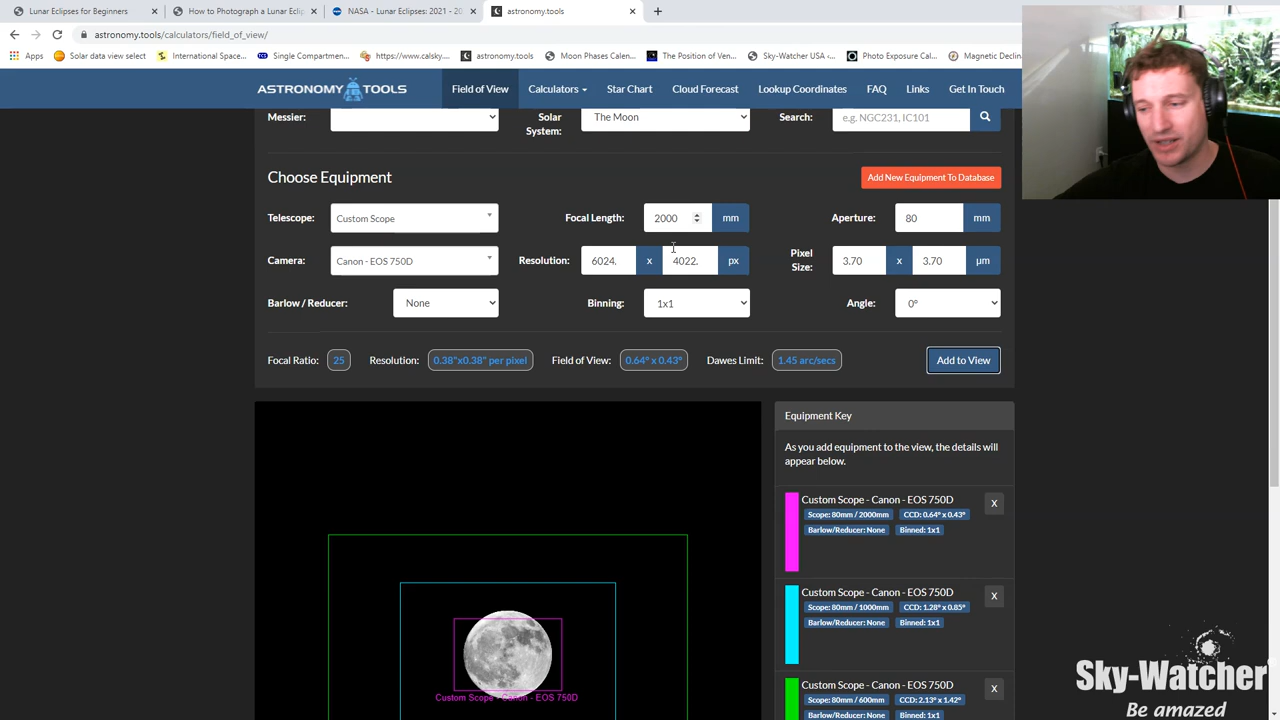 Lunar Eclipses for Beginners
How to Photograph a Lunar Ecli
NASA - Lunar Eclipses: 2021 - 20
astronomy.tools
astronomy.tools/calculators/field_of_view/
Apps
Solar data view select
International Space...
Single Compartmen...
https://www.calsky...
astronomy.tools
Moon Phases Calen...
The Position of Ven...
Sky-Watcher USA ‹...
Photo Exposure Cal...
Magnetic Declin
ASTRONOMY TOOLS
Field of View
Calculators
Star Chart
Cloud Forecast
Lookup Coordinates
FAQ
Links
Get In Touch
Messier:
Solar System:
The Moon
Search:
e.g. NGC231, IC101
Choose Equipment
Add New Equipment To Database
Telescope:
Custom Scope
Focal Length:
2000
mm
Aperture:
80
mm
Camera:
Canon - EOS 750D
Resolution:
6024.
x
4022.
px
Pixel Size:
3.70
x
3.70
µm
Barlow / Reducer:
None
Binning:
1x1
Angle:
0°
Focal Ratio:
25
Resolution:
0.38"x0.38" per pixel
Field of View:
0.64° x 0.43°
Dawes Limit:
1.45 arc/secs
Add to View
Equipment Key
As you add equipment to the view, the details will
appear below.
Custom Scope - Canon - EOS 750D
X
Scope: 80mm / 2000mm
CCD: 0.64° x 0.43°
Barlow/Reducer: None
Binned: 1x1
Custom Scope - Canon - EOS 750D
X
Scope: 80mm / 1000mm
CCD: 1.28° x 0.85°
Barlow/Reducer: None
Binned: 1x1
Custom Scope - Canon - EOS 750D
X
Scope: 80mm / 600mm
CCD: 2.13° x 1.42°
Custom Scope - Canon - EOS 750D
Sky-Watcher
Be amazed